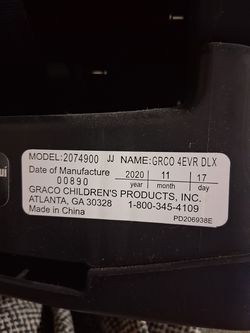 MODEL:2074900 JJ NAME:GRCO 4EVR DLX
Date of Manufacture 2020 11 17
00890 year month day
GRACO CHILDREN'S PRODUCTS, INC.
ATLANTA, GA 30328 1-800-345-4109
Made in China
PD206938E